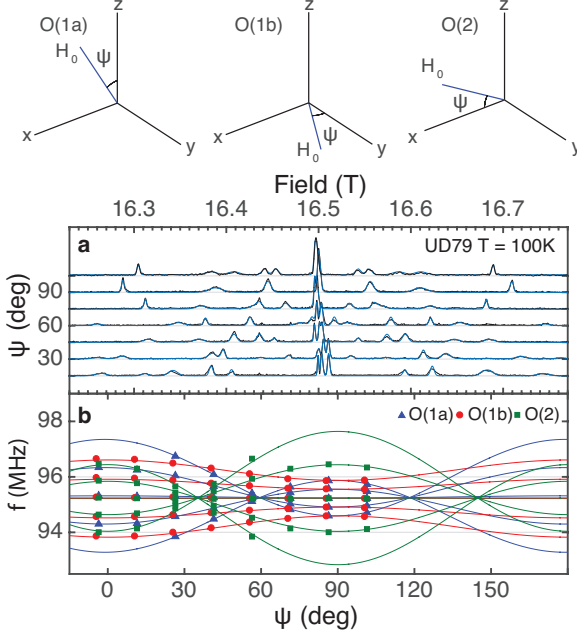 z z z
O(1a) O(1b) O(2)
H₀ ψ
H₀
ψ ψ
x y x y x y
H₀
Field (T)
16.3 16.4 16.5 16.6 16.7
a UD79 T = 100K
ψ (deg)
90
60
30
b O(1a) O(1b) O(2)
f (MHz)
98
96
94
0 30 60 90 120 150
ψ (deg)